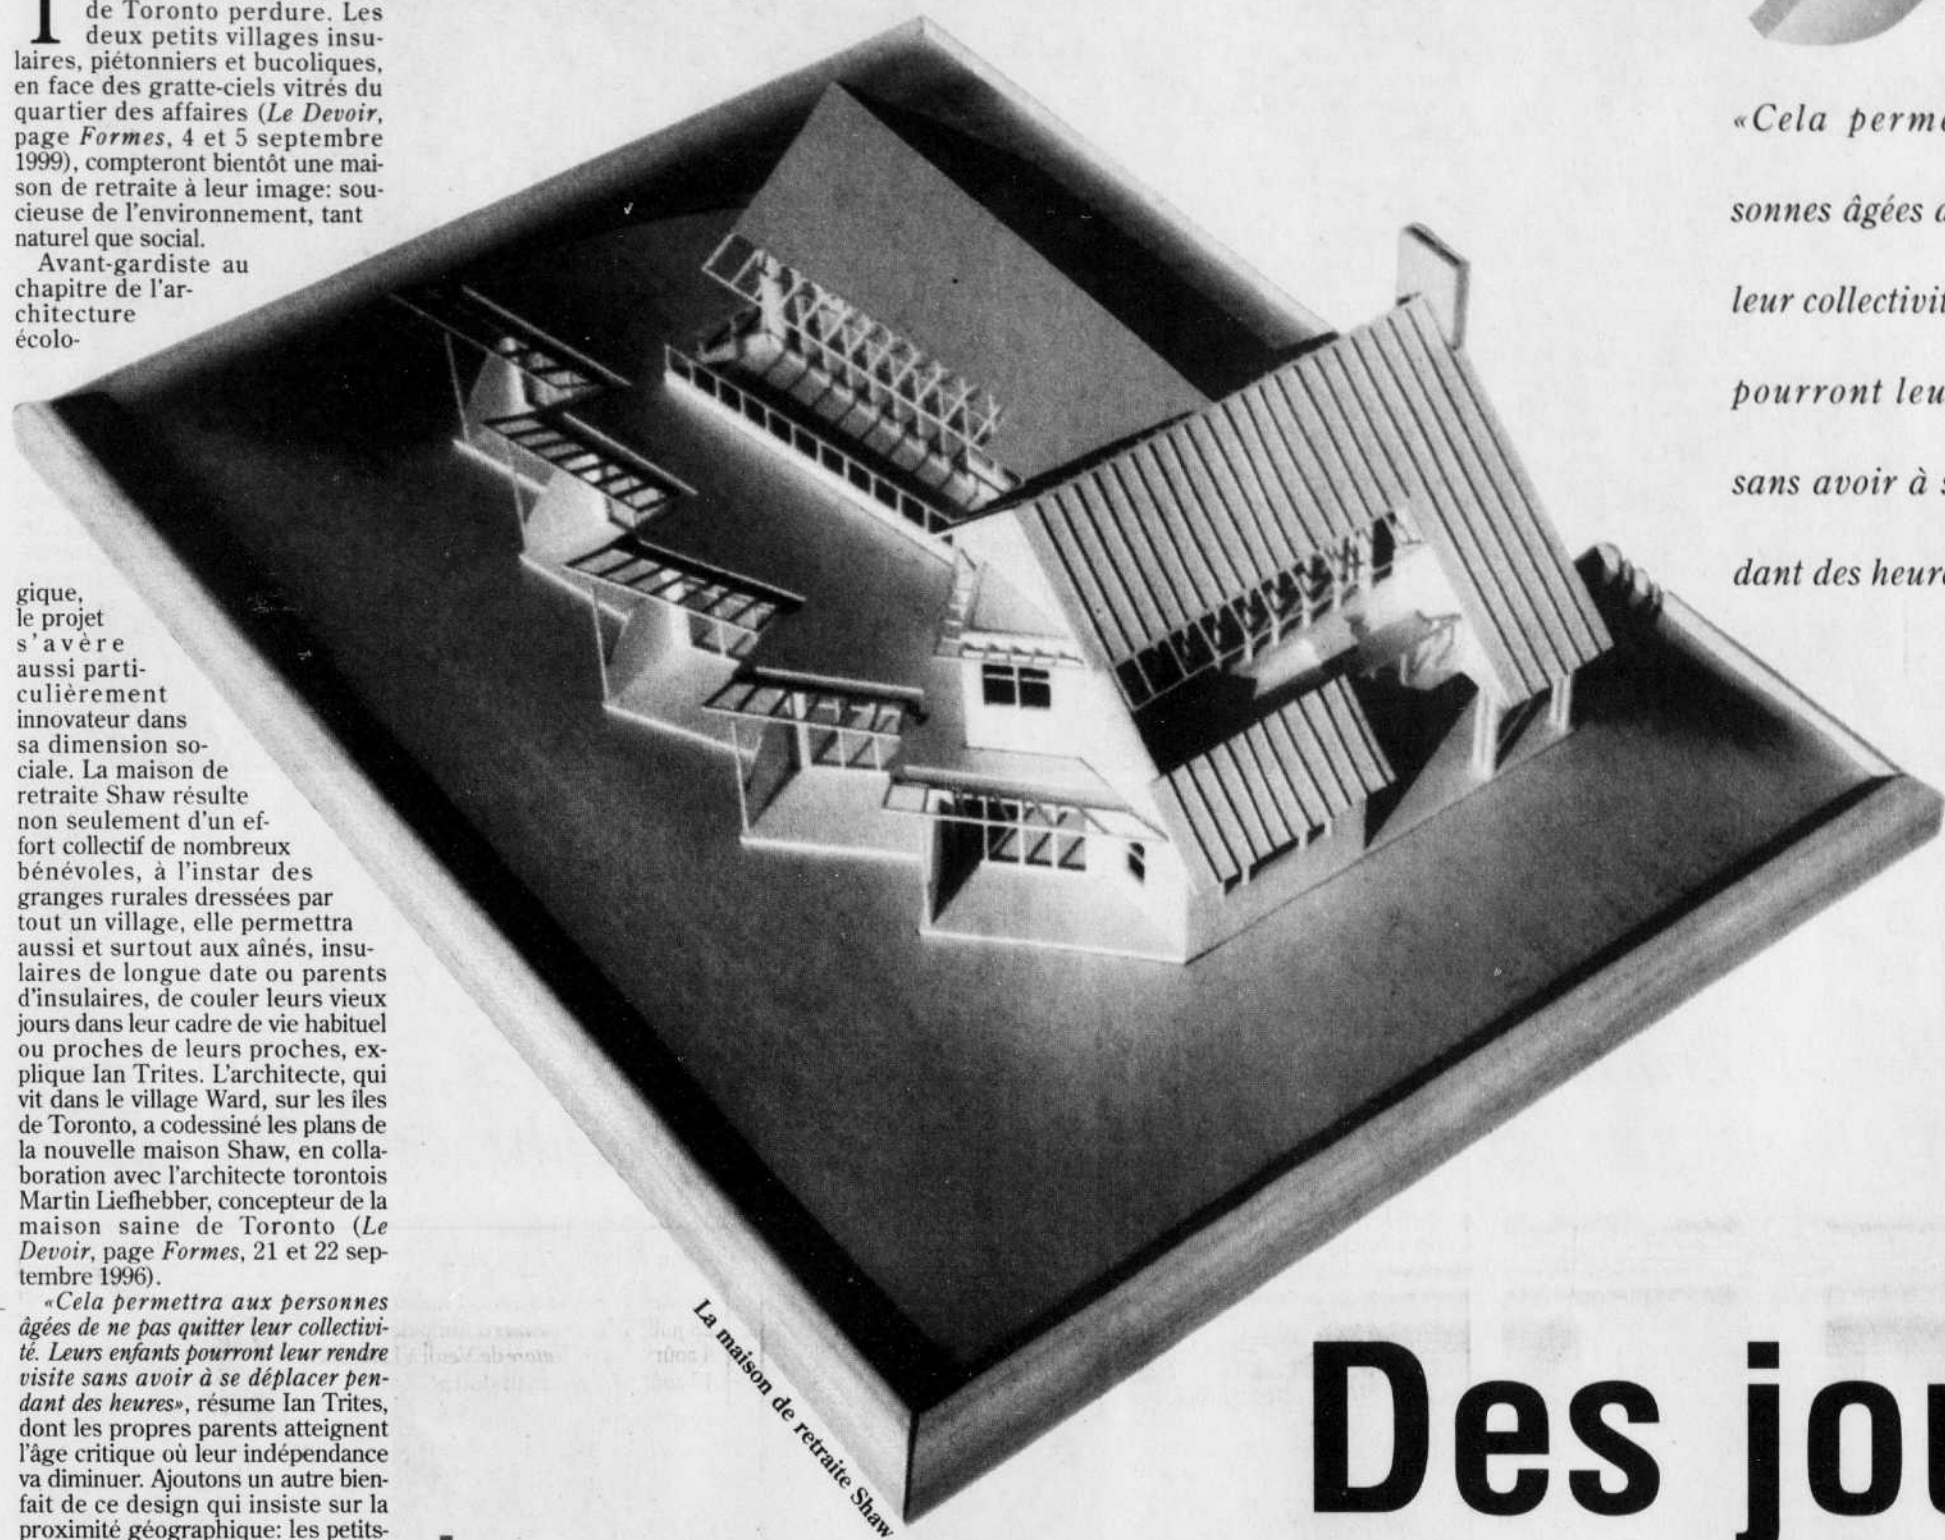 de Toronto perdure. Les
deux petits villages insu-
laires, piétonniers et bucoliques,
en face des gratte-ciels vitrés du
quartier des affaires (Le Devoir,
page Formes, 4 et 5 septembre
1999), compteront bientôt une mai-
son de retraite à leur image: sou-
cieuse de l'environnement, tant
naturel que social.
Avant-gardiste au
chapitre de l'ar-
chitecture
écolo-
gique,
le projet
s'avère
aussi parti-
culièrement
innovateur dans
sa dimension so-
ciale. La maison de
retraite Shaw résulte
non seulement d'un ef-
fort collectif de nombreux
bénévoles, à l'instar des
granges rurales dressées par
tout un village, elle permettra
aussi et surtout aux aînés, insu-
laires de longue date ou parents
d'insulaires, de couler leurs vieux
jours dans leur cadre de vie habituel
ou proches de leurs proches, ex-
plique Ian Trites. L'architecte, qui
vit dans le village Ward, sur les îles
de Toronto, a codessiné les plans de
la nouvelle maison Shaw, en colla-
boration avec l'architecte torontois
Martin Liefhebber, concepteur de la
maison saine de Toronto (Le
Devoir, page Formes, 21 et 22 sep-
tembre 1996).
«Cela permettra aux personnes
âgées de ne pas quitter leur collectivi-
té. Leurs enfants pourront leur rendre
visite sans avoir à se déplacer pen-
dant des heures», résume Ian Trites,
dont les propres parents atteignent
l'âge critique où leur indépendance
va diminuer. Ajoutons un autre bien-
fait de ce design qui insiste sur la
proximité géographique: les petits-
La maison de retraite Shaw
«Cela perm
sonnes âgées
leur collectivi
pourront leu
sans avoir à
dant des heur
Des jou